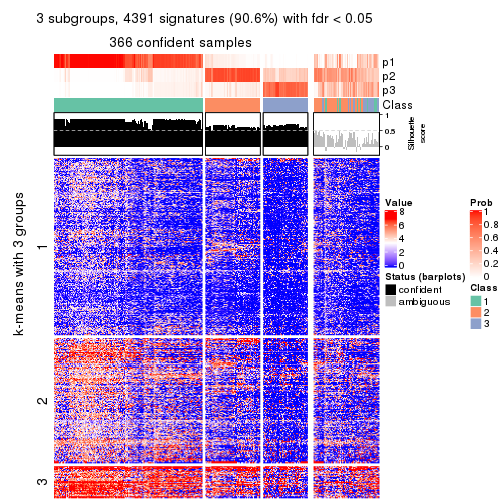 3 subgroups, 4391 signatures (90.6%) with fdr < 0.05
366 confident samples
p1
p2
p3
Class
1
0.5
0
Silhouette
score
k-means with 3 groups
1
2
3
Value
8
6
4
2
0
Status (barplots)
confident
ambiguous
Prob
1
0.8
0.6
0.4
0.2
0
Class
1
2
3